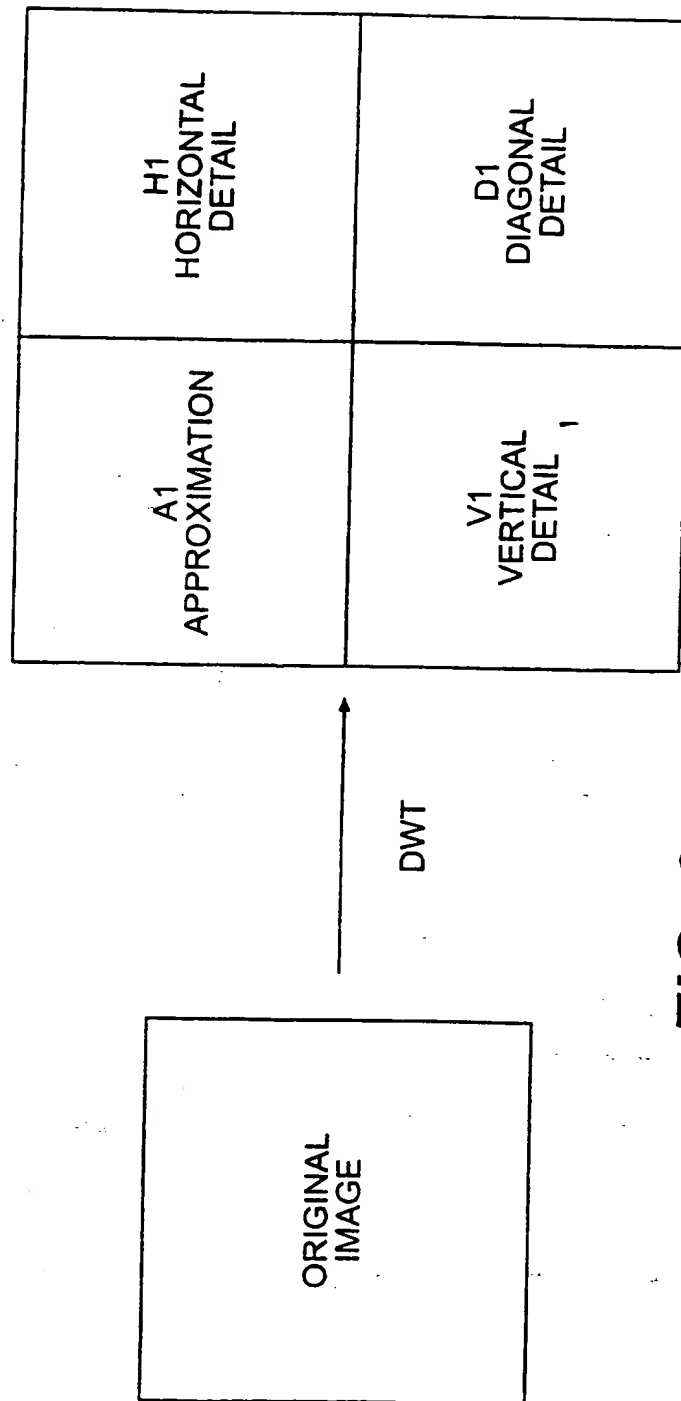 ORIGINAL
IMAGE
DWT
A1
APPROXIMATION
H1
HORIZONTAL
DETAIL
V1
VERTICAL
DETAIL
D1
DIAGONAL
DETAIL